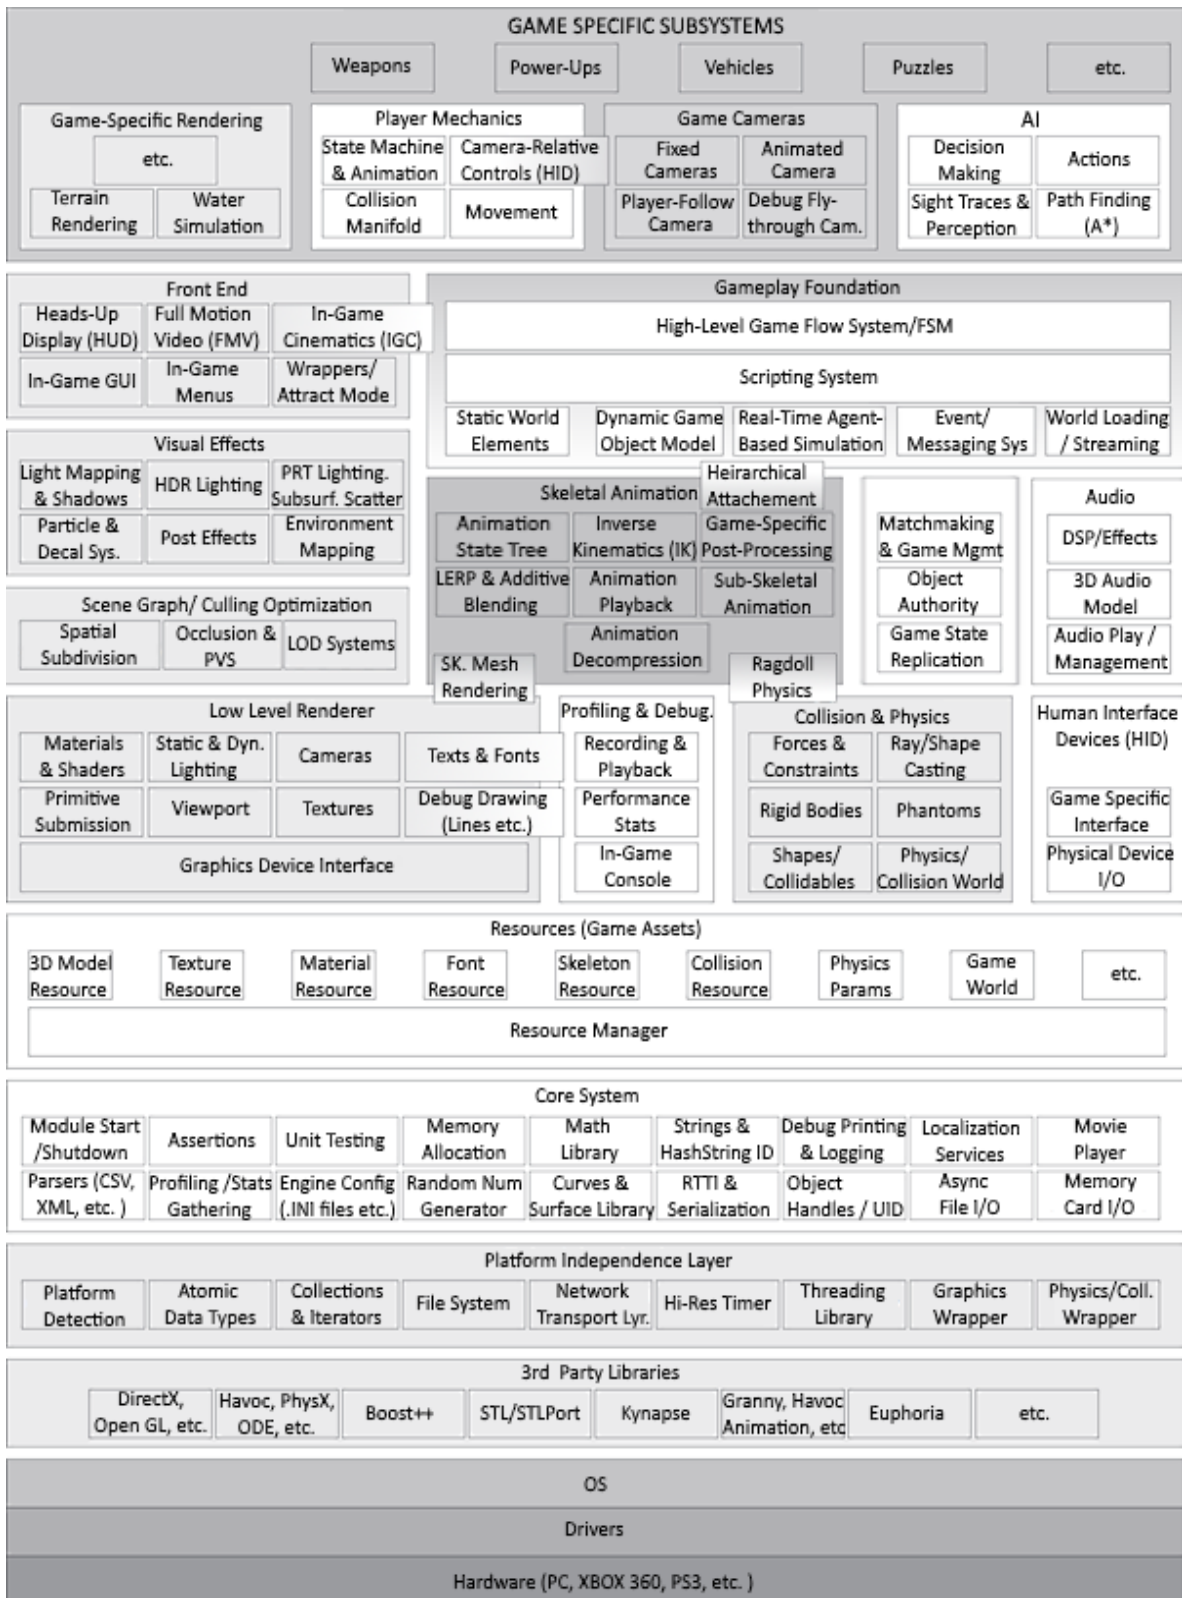 GAME SPECIFIC SUBSYSTEMS
Weapons
Power-Ups
Vehicles
Puzzles
etc.
Game-Specific Rendering
etc.
Terrain
Rendering
Water
Simulation
Player Mechanics
State Machine
& Animation
Camera-Relative
Controls (HID)
Collision
Manifold
Movement
Game Cameras
Fixed
Cameras
Animated
Camera
Player-Follow
Camera
Debug Fly-
through Cam.
AI
Decision
Making
Actions
Sight Traces &
Perception
Path Finding
(A*)
Front End
Heads-Up
Display (HUD)
Full Motion
Video (FMV)
In-Game
Cinematics (IGC)
In-Game GUI
In-Game
Menus
Wrappers/
Attract Mode
Gameplay Foundation
High-Level Game Flow System/FSM
Scripting System
Static World
Elements
Dynamic Game
Object Model
Real-Time Agent-
Based Simulation
Event/
Messaging Sys
World Loading
/ Streaming
Visual Effects
Light Mapping
& Shadows
HDR Lighting
PRT Lighting.
Subsurf. Scatter
Particle &
Decal Sys.
Post Effects
Environment
Mapping
Scene Graph/ Culling Optimization
Spatial
Subdivision
Occlusion &
PVS
LOD Systems
Skeletal Animation
Heirarchical
Attachement
Animation
State Tree
Inverse
Kinematics (IK)
Game-Specific
Post-Processing
LERP & Additive
Blending
Animation
Playback
Sub-Skeletal
Animation
Animation
Decompression
SK. Mesh
Rendering
Ragdoll
Physics
Matchmaking
& Game Mgmt
Object
Authority
Game State
Replication
Audio
DSP/Effects
3D Audio
Model
Audio Play /
Management
Low Level Renderer
Materials
& Shaders
Static & Dyn.
Lighting
Cameras
Texts & Fonts
Primitive
Submission
Viewport
Textures
Debug Drawing
(Lines etc.)
Graphics Device Interface
Profiling & Debug.
Recording &
Playback
Performance
Stats
In-Game
Console
Collision & Physics
Forces &
Constraints
Ray/Shape
Casting
Rigid Bodies
Phantoms
Shapes/
Collidables
Physics/
Collision World
Human Interface
Devices (HID)
Game Specific
Interface
Physical Device
I/O
Resources (Game Assets)
3D Model
Resource
Texture
Resource
Material
Resource
Font
Resource
Skeleton
Resource
Collision
Resource
Physics
Params
Game
World
etc.
Resource Manager
Core System
Module Start
/Shutdown
Assertions
Unit Testing
Memory
Allocation
Math
Library
Strings &
HashString ID
Debug Printing
& Logging
Localization
Services
Movie
Player
Parsers (CSV,
XML, etc. )
Profiling /Stats
Gathering
Engine Config
(.INI files etc.)
Random Num
Generator
Curves &
Surface Library
RTTI &
Serialization
Object
Handles / UID
Async
File I/O
Memory
Card I/O
Platform Independence Layer
Platform
Detection
Atomic
Data Types
Collections
& Iterators
File System
Network
Transport Lyr.
Hi-Res Timer
Threading
Library
Graphics
Wrapper
Physics/Coll.
Wrapper
3rd Party Libraries
DirectX,
Open GL, etc.
Havoc, PhysX,
ODE, etc.
Boost++
STL/STLPort
Kynapse
Granny, Havoc
Animation, etc
Euphoria
etc.
OS
Drivers
Hardware (PC, XBOX 360, PS3, etc. )